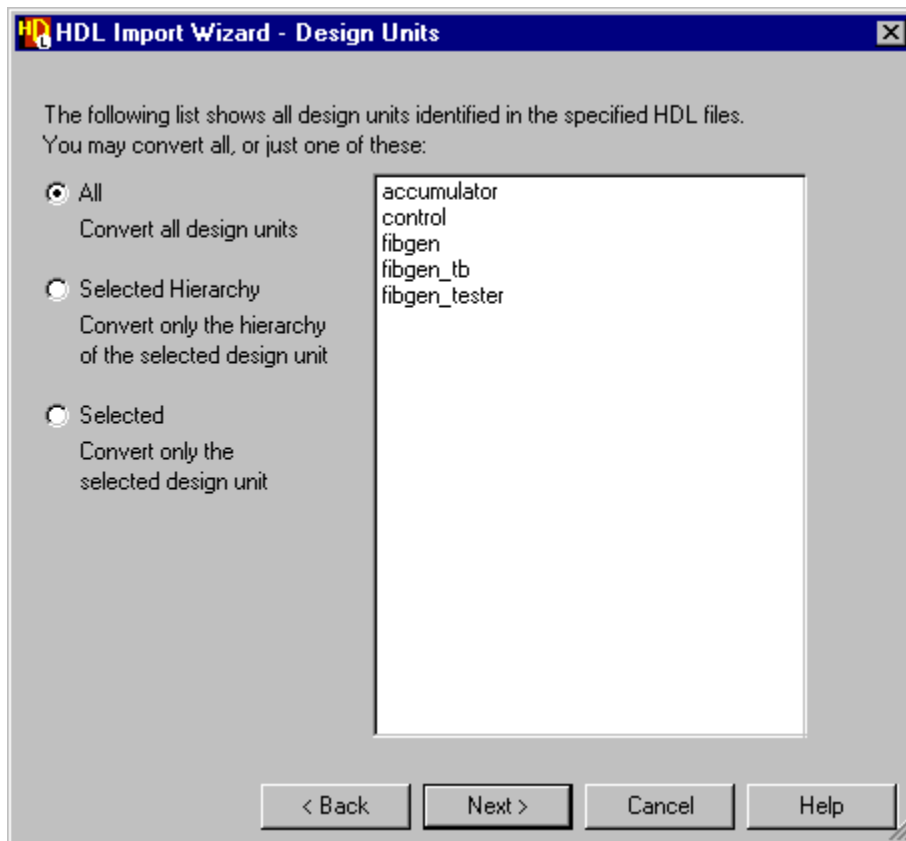 HDL Import Wizard - Design Units
The following list shows all design units identified in the specified HDL files.
You may convert all, or just one of these:
All
Convert all design units
Selected Hierarchy
Convert only the hierarchy
of the selected design unit
Selected
Convert only the
selected design unit
accumulator
control
fibgen
fibgen_tb
fibgen_tester
< Back
Next >
Cancel
Help